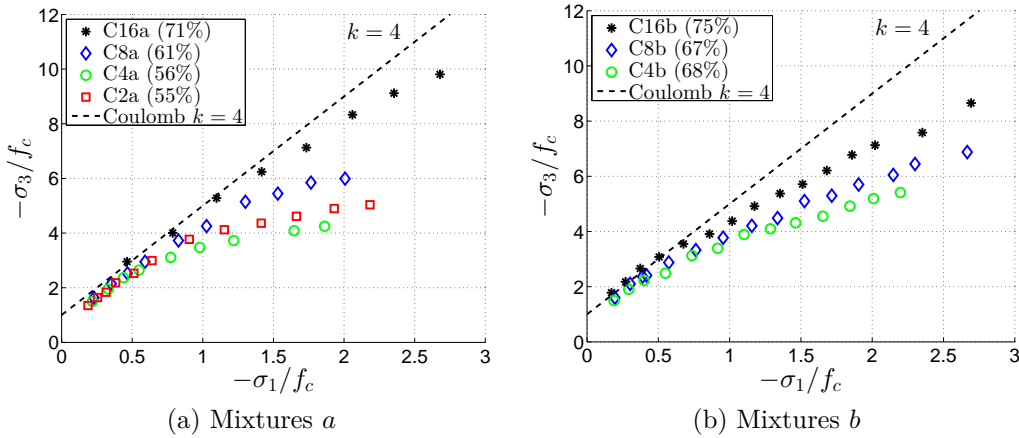 C16a (71%)
C8a (61%)
C4a (56%)
C2a (55%)
Coulomb k = 4
k = 4
12
10
8
6
4
2
0
0
0.5
1
1.5
2
2.5
3
−σ3/fc
−σ1/fc
(a) Mixtures a
C16b (75%)
C8b (67%)
C4b (68%)
Coulomb k = 4
k = 4
12
10
8
6
4
2
0
0
0.5
1
1.5
2
2.5
3
−σ3/fc
−σ1/fc
(b) Mixtures b